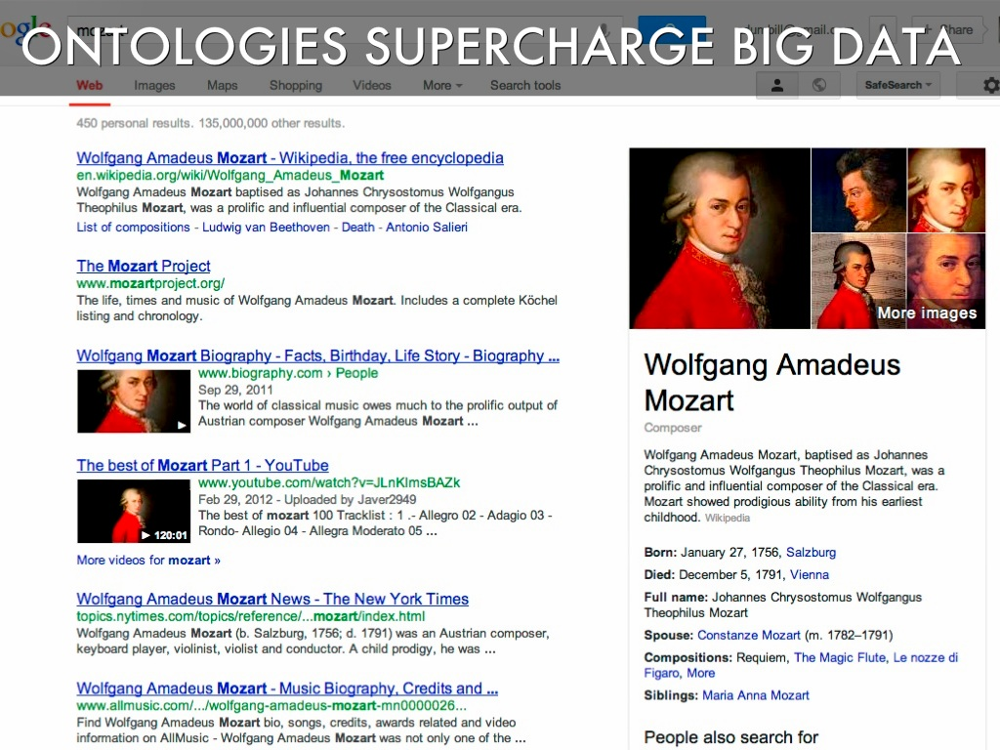 ONTOLOGIES SUPERCHARGE BIG DATA
Web Images Maps Shopping Videos More Search tools SafeSearch
450 personal results. 135,000,000 other results.
Wolfgang Amadeus Mozart - Wikipedia, the free encyclopedia
en.wikipedia.org/wiki/Wolfgang_Amadeus_Mozart
Wolfgang Amadeus Mozart baptised as Johannes Chrysostomus Wolfgangus
Theophilus Mozart, was a prolific and influential composer of the Classical era.
List of compositions - Ludwig van Beethoven - Death - Antonio Salieri
The Mozart Project
www.mozartproject.org/
The life, times and music of Wolfgang Amadeus Mozart. Includes a complete Köchel
listing and chronology.
Wolfgang Mozart Biography - Facts, Birthday, Life Story - Biography ...
www.biography.com › People
Sep 29, 2011
The world of classical music owes much to the prolific output of
Austrian composer Wolfgang Amadeus Mozart ...
The best of Mozart Part 1 - YouTube
www.youtube.com/watch?v=JLnKlmsBAZk
Feb 29, 2012 - Uploaded by Javer2949
The best of mozart 100 Tracklist : 1 .- Allegro 02 - Adagio 03 -
Rondo- Allegio 04 - Allegra Moderato 05 ...
120:01
More videos for mozart »
Wolfgang Amadeus Mozart News - The New York Times
topics.nytimes.com/topics/reference/...mozart/index.html
Wolfgang Amadeus Mozart (b. Salzburg, 1756; d. 1791) was an Austrian composer,
keyboard player, violinist, violist and conductor. A child prodigy, he was ...
Wolfgang Amadeus Mozart - Music Biography, Credits and ...
www.allmusic.com/.../wolfgang-amadeus-mozart-mn0000026...
Find Wolfgang Amadeus Mozart bio, songs, credits, awards related and video
information on AllMusic - Wolfgang Amadeus Mozart was not only one of the ...
More images
Wolfgang Amadeus
Mozart
Composer
Wolfgang Amadeus Mozart, baptised as Johannes
Chrysostomus Wolfgangus Theophilus Mozart, was a
prolific and influential composer of the Classical era.
Mozart showed prodigious ability from his earliest
childhood. Wikipedia
Born: January 27, 1756, Salzburg
Died: December 5, 1791, Vienna
Full name: Johannes Chrysostomus Wolfgangus
Theophilus Mozart
Spouse: Constanze Mozart (m. 1782–1791)
Compositions: Requiem, The Magic Flute, Le nozze di
Figaro, More
Siblings: Maria Anna Mozart
People also search for